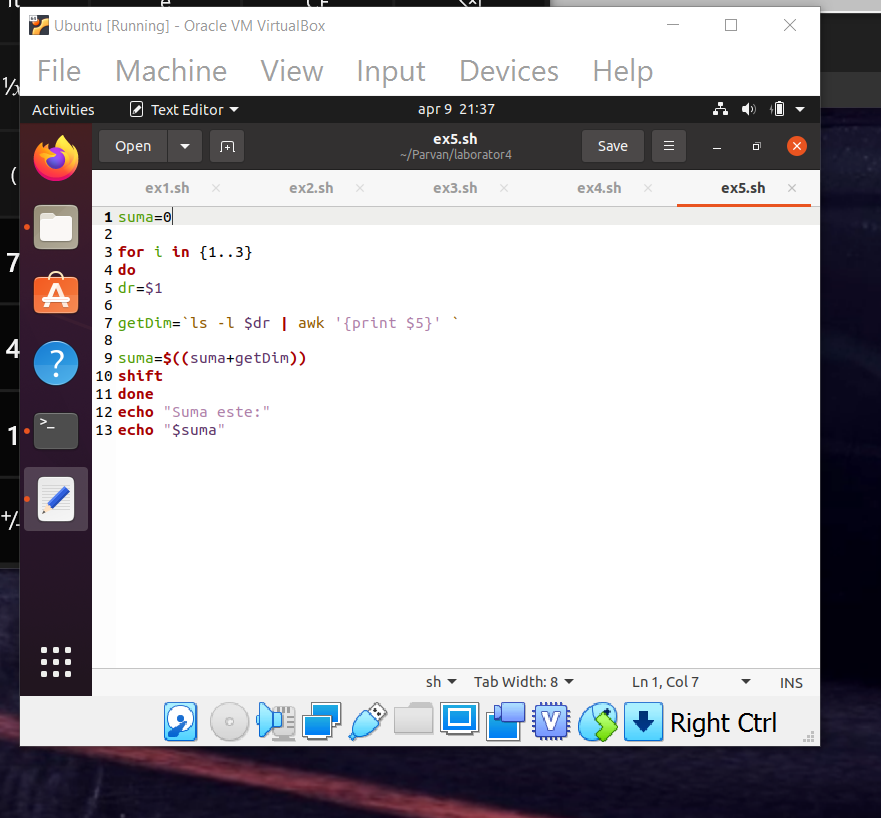 Ubuntu [Running] - Oracle VM VirtualBox
File Machine View Input Devices Help
Activities Text Editor apr 9 21:37
Open ex5.sh Save
~/Parvan/laborator4
ex1.sh ex2.sh ex3.sh ex4.sh ex5.sh
1 suma=0
2
3 for i in {1..3}
4 do
5 dr=$1
6
7 getDim=`ls -l $dr | awk '{print $5}' `
8
9 suma=$((suma+getDim))
10 shift
11 done
12 echo "Suma este:"
13 echo "$suma"
sh Tab Width: 8 Ln 1, Col 7 INS
Right Ctrl
⅟x
(
7
4
1
+/-